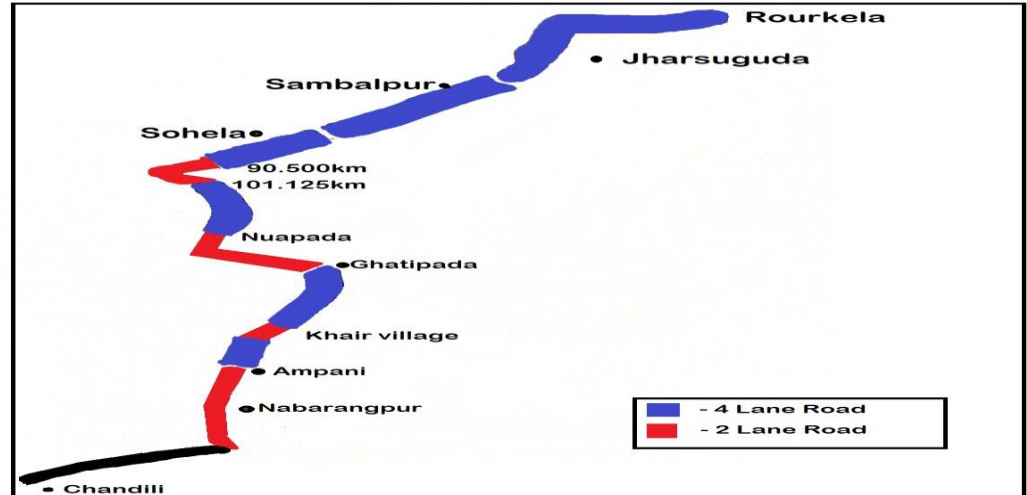 Rourkela
Jharsuguda
Sambalpur
Sohela
90.500km
101.125km
Nuapada
Ghatipada
Khair village
Ampani
Nabarangpur
- 4 Lane Road
- 2 Lane Road
Chandili